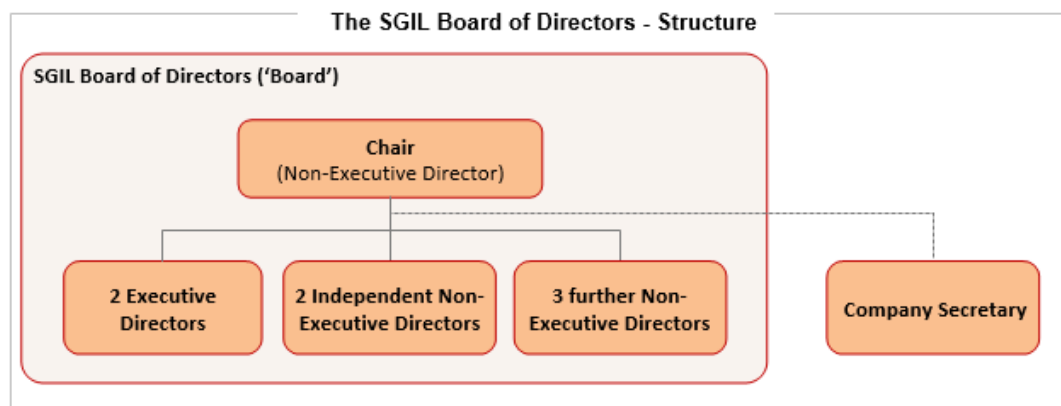 The SGIL Board of Directors - Structure
SGIL Board of Directors (‘Board’)
Chair
(Non-Executive Director)
2 Executive
Directors
2 Independent Non-
Executive Directors
3 further Non-
Executive Directors
Company Secretary